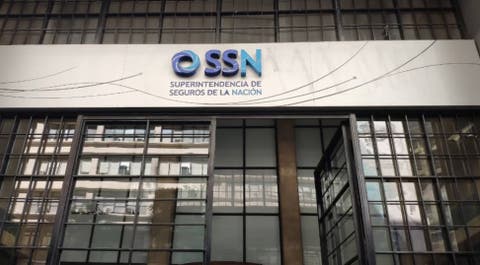 SSN
SUPERINTENDENCIA DE
SEGUROS DE LA NACIÓN